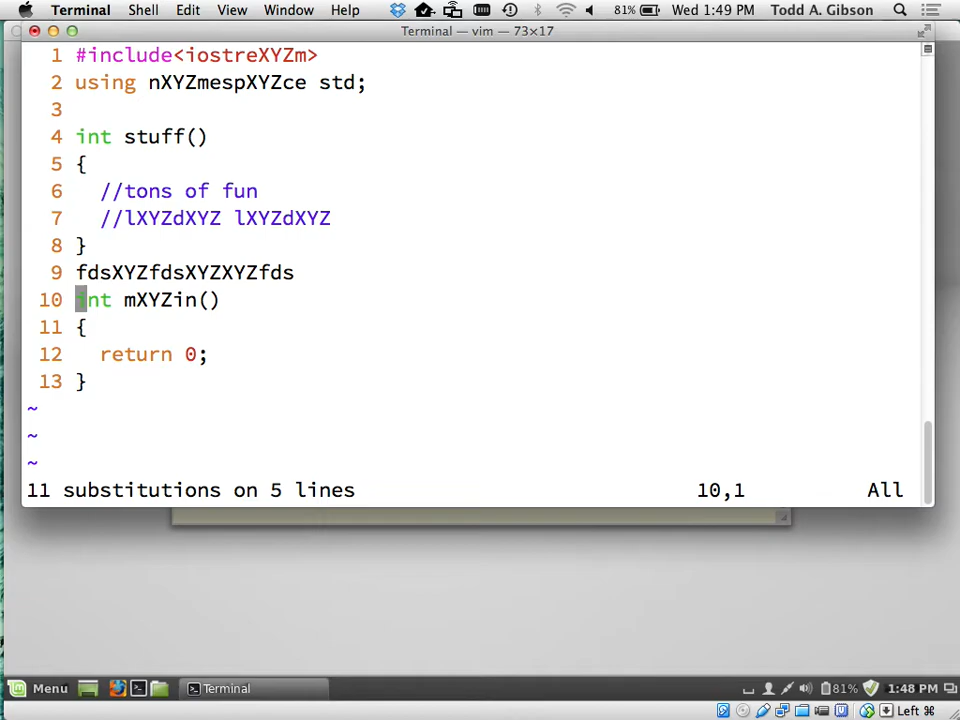 Terminal Shell Edit View Window Help 81% Wed 1:49 PM Todd A. Gibson
Terminal — vim — 73×17
1 #include<iostreXYZm>
2 using nXYZmespXYZce std;
3
4 int stuff()
5 {
6 //tons of fun
7 //lXYZdXYZ lXYZdXYZ
8 }
9 fdsXYZfdsXYZXYZfds
10 int mXYZin()
11 {
12 return 0;
13 }
~
~
~
11 substitutions on 5 lines 10,1 All
Menu Terminal 81% 1:48 PM
Left ⌘